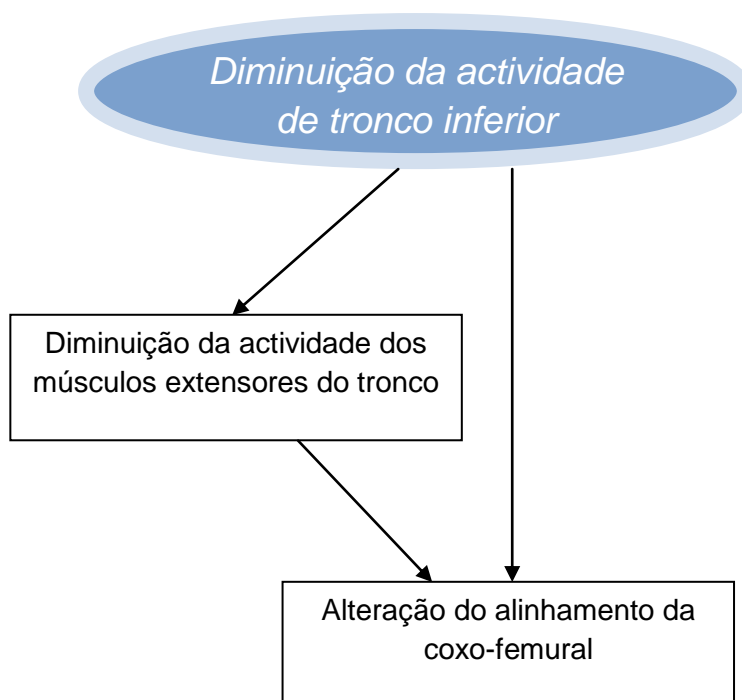 Diminuição da actividade
de tronco inferior
Diminuição da actividade dos
músculos extensores do tronco
Alteração do alinhamento da
coxo-femural